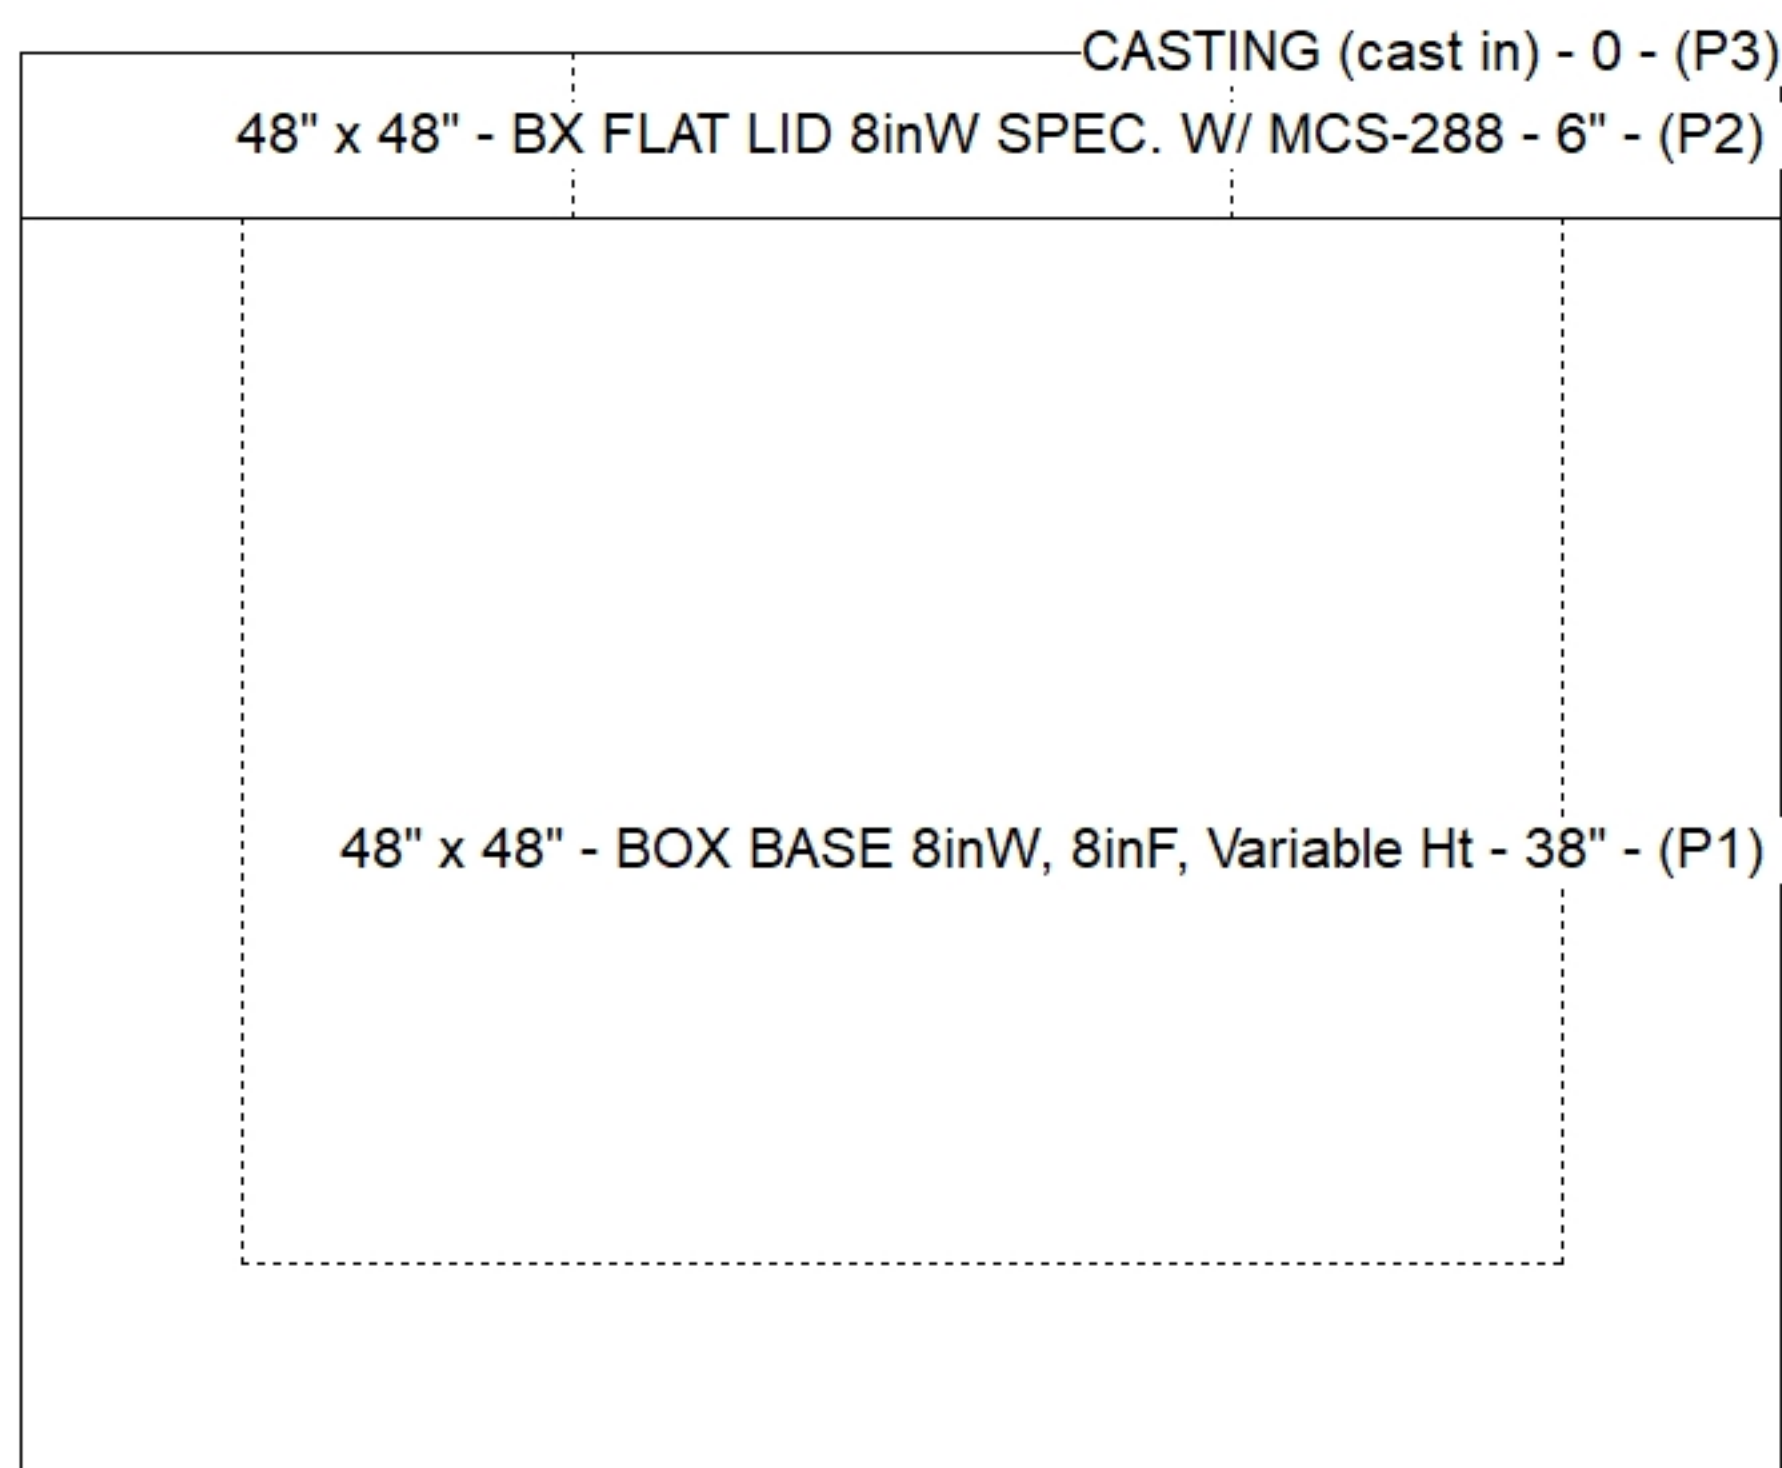 CASTING (cast in) - 0 - (P3)
48" x 48" - BX FLAT LID 8inW SPEC. W/ MCS-288 - 6" - (P2)
48" x 48" - BOX BASE 8inW, 8inF, Variable Ht - 38" - (P1)